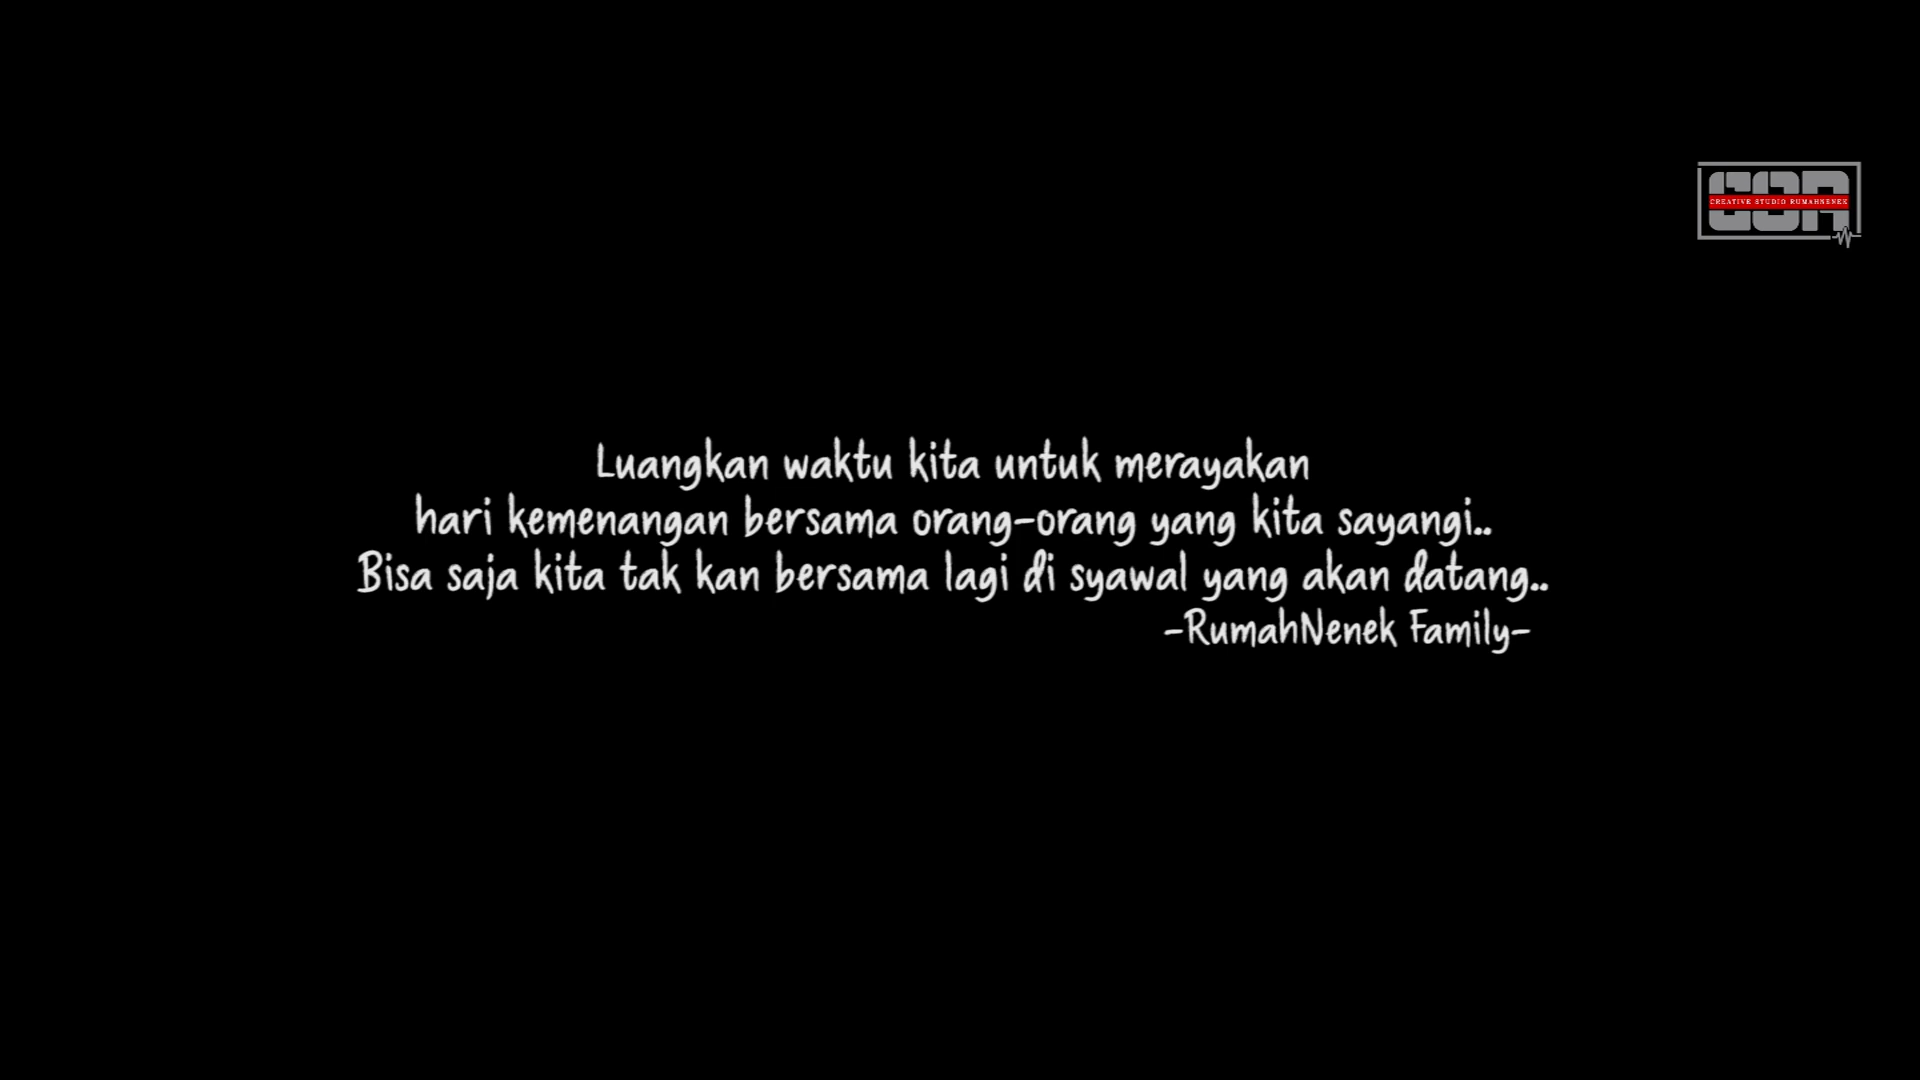 CREATIVE STUDIO RUMAHNENEK
Luangkan waktu kita untuk merayakan
hari kemenangan bersama orang-orang yang kita sayangi..
Bisa saja kita tak kan bersama lagi di syawal yang akan datang..
-RumahNenek Family-